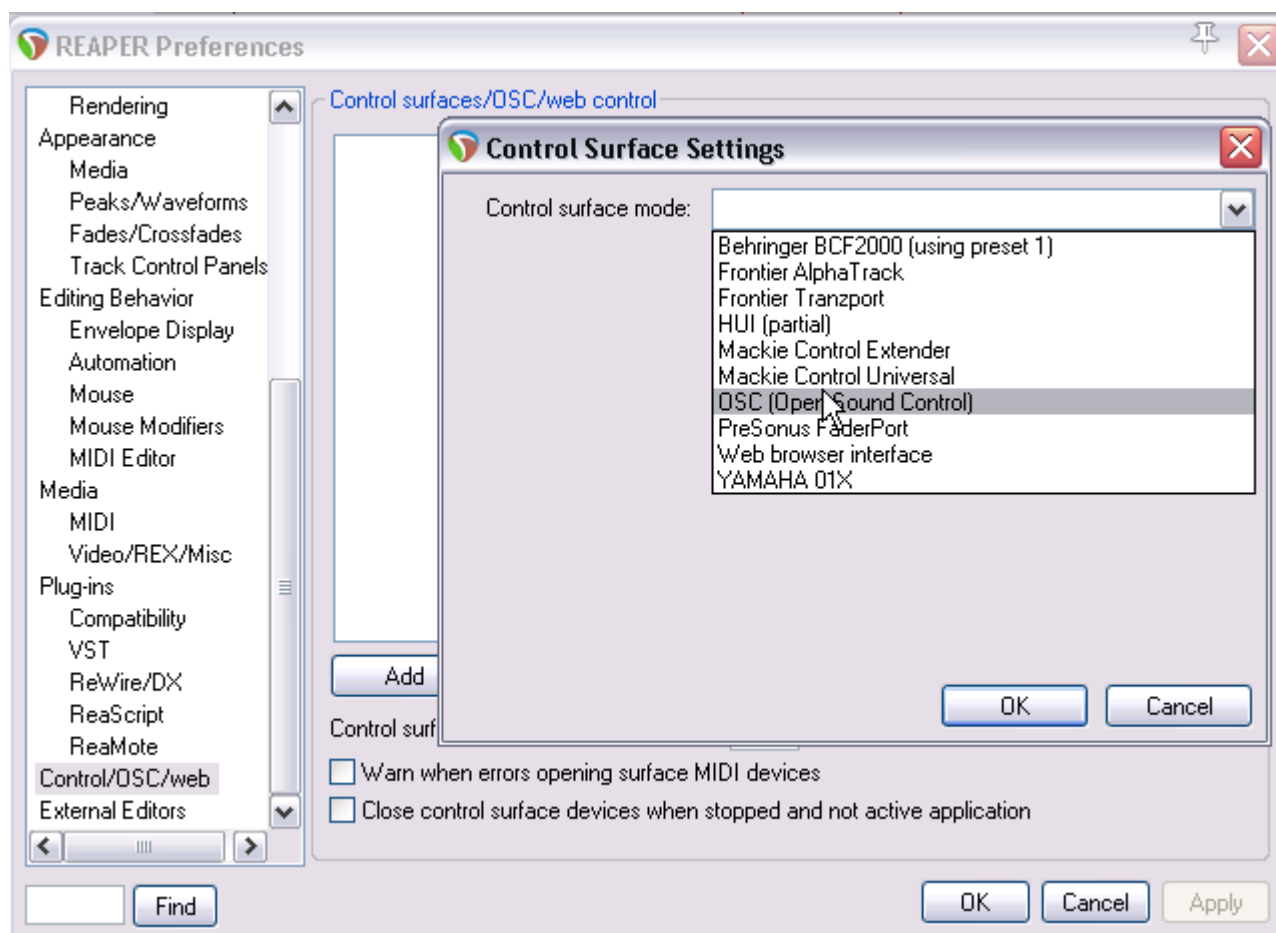 REAPER Preferences
Rendering
Appearance
Media
Peaks/Waveforms
Fades/Crossfades
Track Control Panels
Editing Behavior
Envelope Display
Automation
Mouse
Mouse Modifiers
MIDI Editor
Media
MIDI
Video/REX/Misc
Plug-ins
Compatibility
VST
ReWire/DX
ReaScript
ReaMote
Control/OSC/web
External Editors
Find
Control surfaces/OSC/web control
Control Surface Settings
Control surface mode:
Behringer BCF2000 (using preset 1)
Frontier AlphaTrack
Frontier Tranzport
HUI (partial)
Mackie Control Extender
Mackie Control Universal
OSC (Open Sound Control)
PreSonus FaderPort
Web browser interface
YAMAHA 01X
OK Cancel
Add
Control surf
Warn when errors opening surface MIDI devices
Close control surface devices when stopped and not active application
OK Cancel Apply